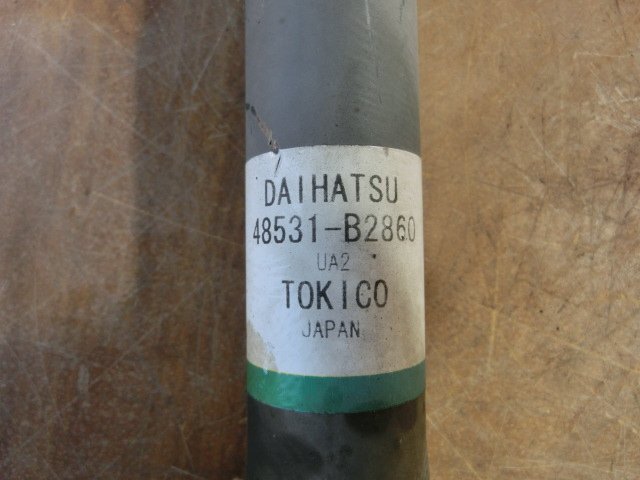 DAIHATSU
48531-B2860
UA2
TOKICO
JAPAN